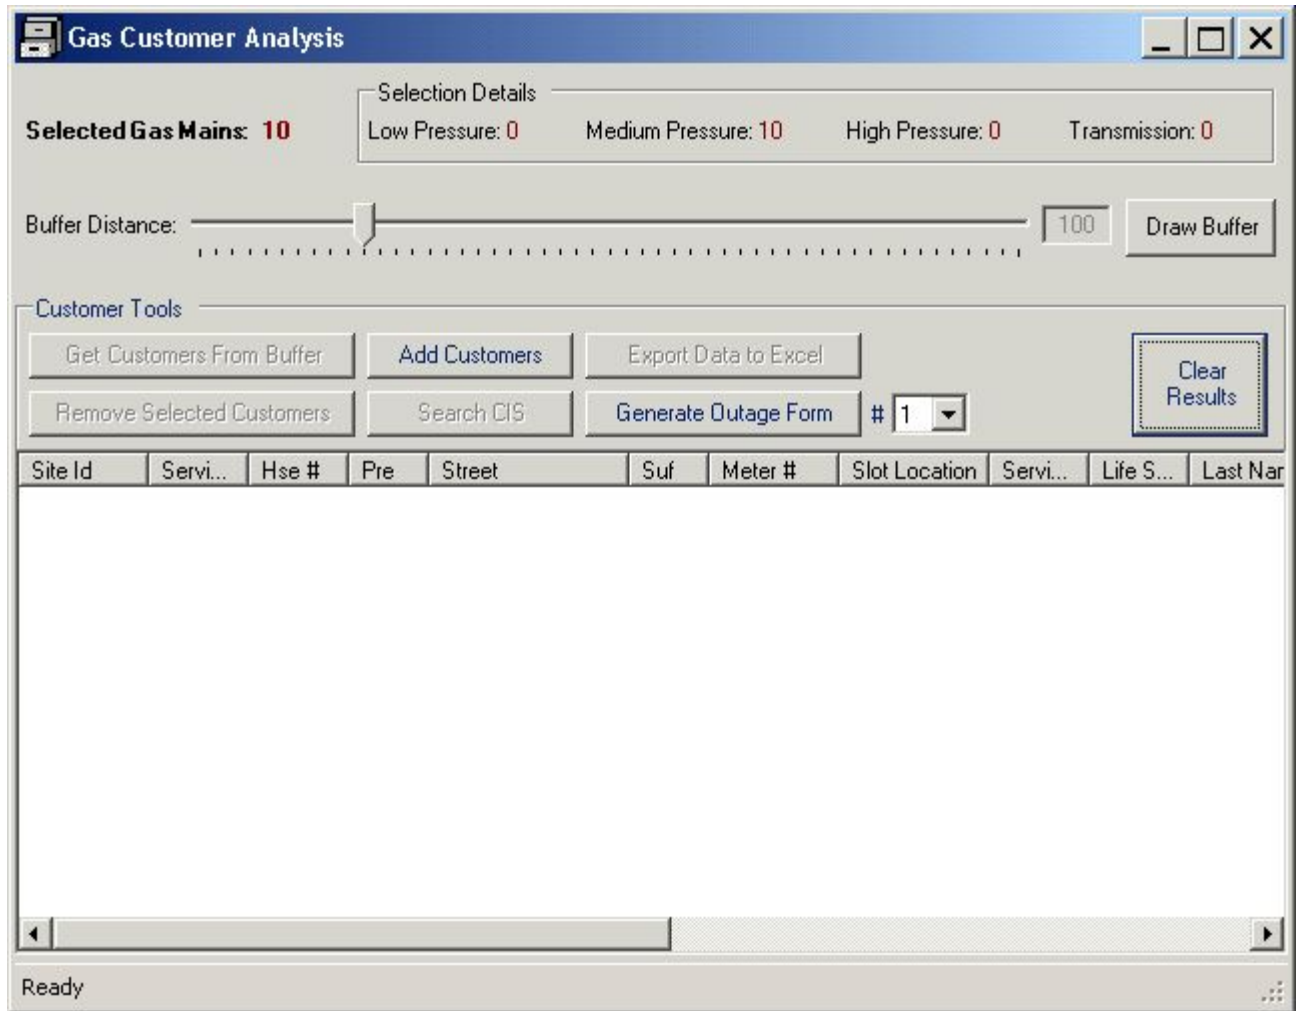 Gas Customer Analysis
Selection Details
Selected Gas Mains: 10
Low Pressure: 0 Medium Pressure: 10 High Pressure: 0 Transmission: 0
Buffer Distance: 100 Draw Buffer
Customer Tools
Get Customers From Buffer Add Customers Export Data to Excel
Clear
Results
Remove Selected Customers Search CIS Generate Outage Form # 1
Site Id Servi... Hse # Pre Street Suf Meter # Slot Location Servi... Life S... Last Nar
Ready